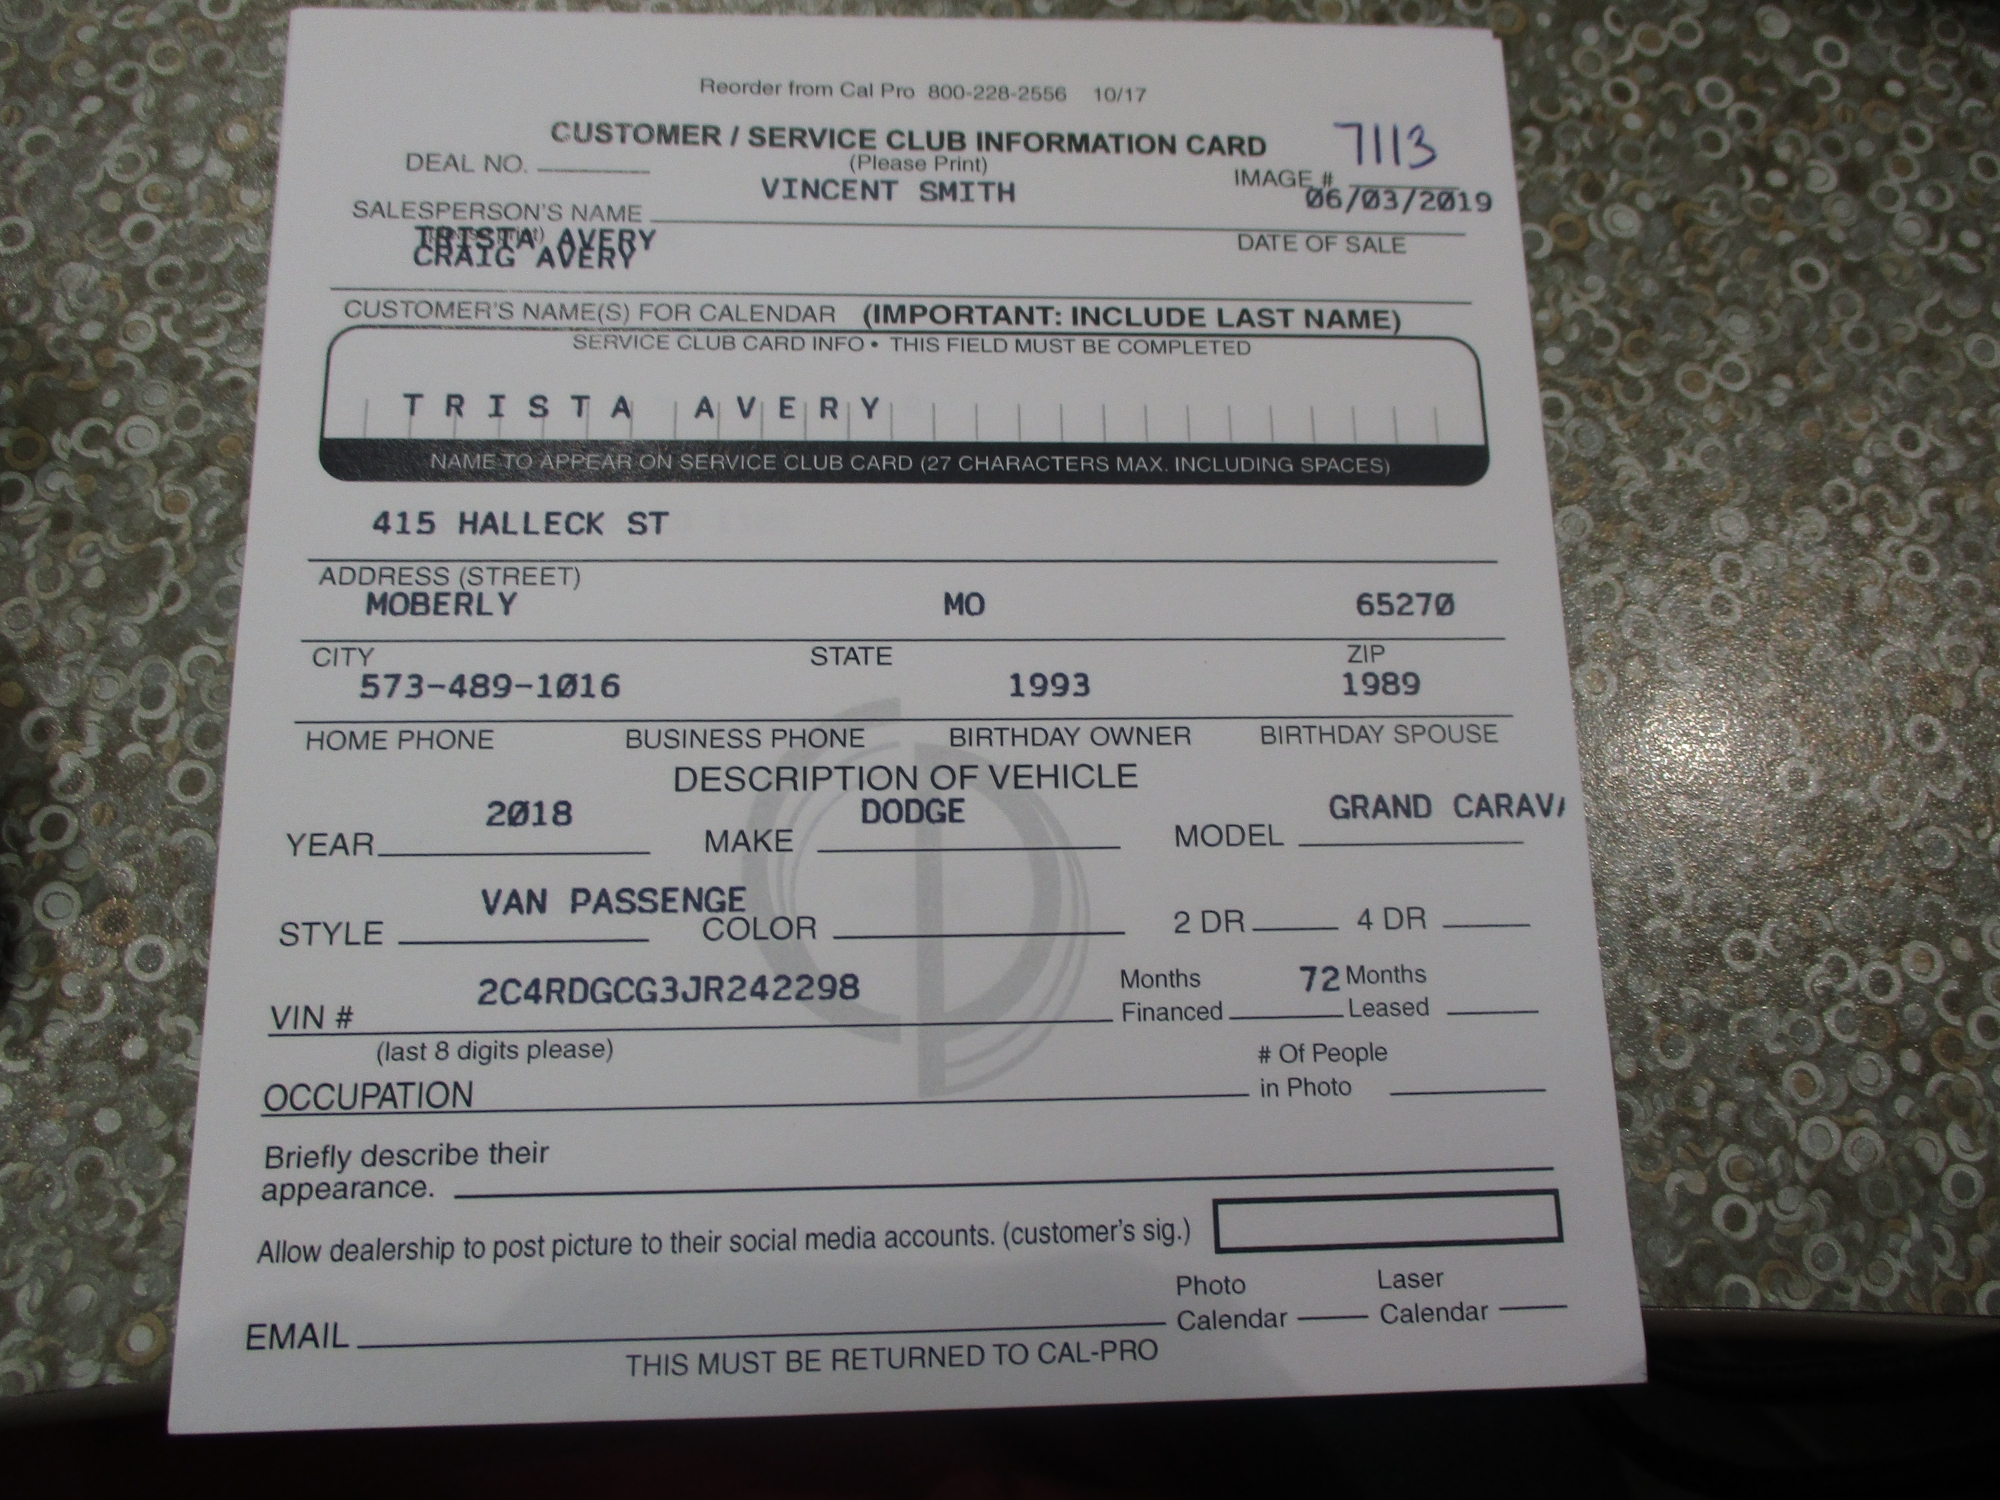 Reorder from Cal Pro 800-228-2556 10/17
CUSTOMER / SERVICE CLUB INFORMATION CARD 7113
DEAL NO. (Please Print) IMAGE #
VINCENT SMITH 06/03/2019
SALESPERSON'S NAME
TRISTA AVERY DATE OF SALE
CRAIG AVERY
CUSTOMER'S NAME(S) FOR CALENDAR (IMPORTANT: INCLUDE LAST NAME)
SERVICE CLUB CARD INFO • THIS FIELD MUST BE COMPLETED
TRISTA AVERY
NAME TO APPEAR ON SERVICE CLUB CARD (27 CHARACTERS MAX. INCLUDING SPACES)
415 HALLECK ST
ADDRESS (STREET)
MOBERLY MO 65270
CITY STATE ZIP
573-489-1016 1993 1989
HOME PHONE BUSINESS PHONE BIRTHDAY OWNER BIRTHDAY SPOUSE
DESCRIPTION OF VEHICLE
2018 DODGE GRAND CARAVA
YEAR MAKE MODEL
VAN PASSENGE
STYLE COLOR 2 DR 4 DR
2C4RDGCG3JR242298 Months 72 Months
VIN # Financed Leased
(last 8 digits please) # Of People
OCCUPATION in Photo
Briefly describe their
appearance.
Allow dealership to post picture to their social media accounts. (customer's sig.)
Photo Laser
EMAIL Calendar Calendar
THIS MUST BE RETURNED TO CAL-PRO